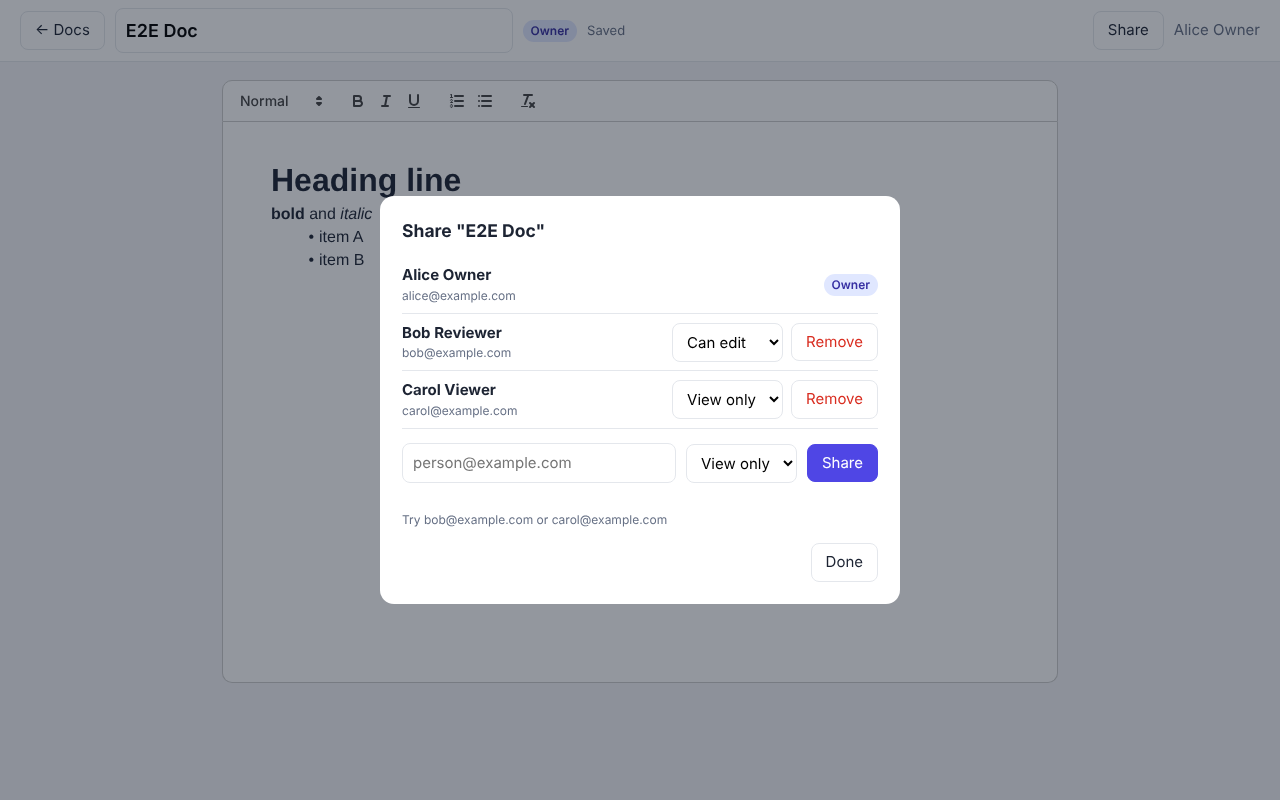 ← Docs
E2E Doc
Owner
Saved
Share
Alice Owner
Normal
B I U
Heading line
bold and italic
• item A
• item B
Share "E2E Doc"
Alice Owner
Owner
alice@example.com
Bob Reviewer
bob@example.com
Can edit
Remove
Carol Viewer
carol@example.com
View only
Remove
person@example.com
View only
Share
Try bob@example.com or carol@example.com
Done